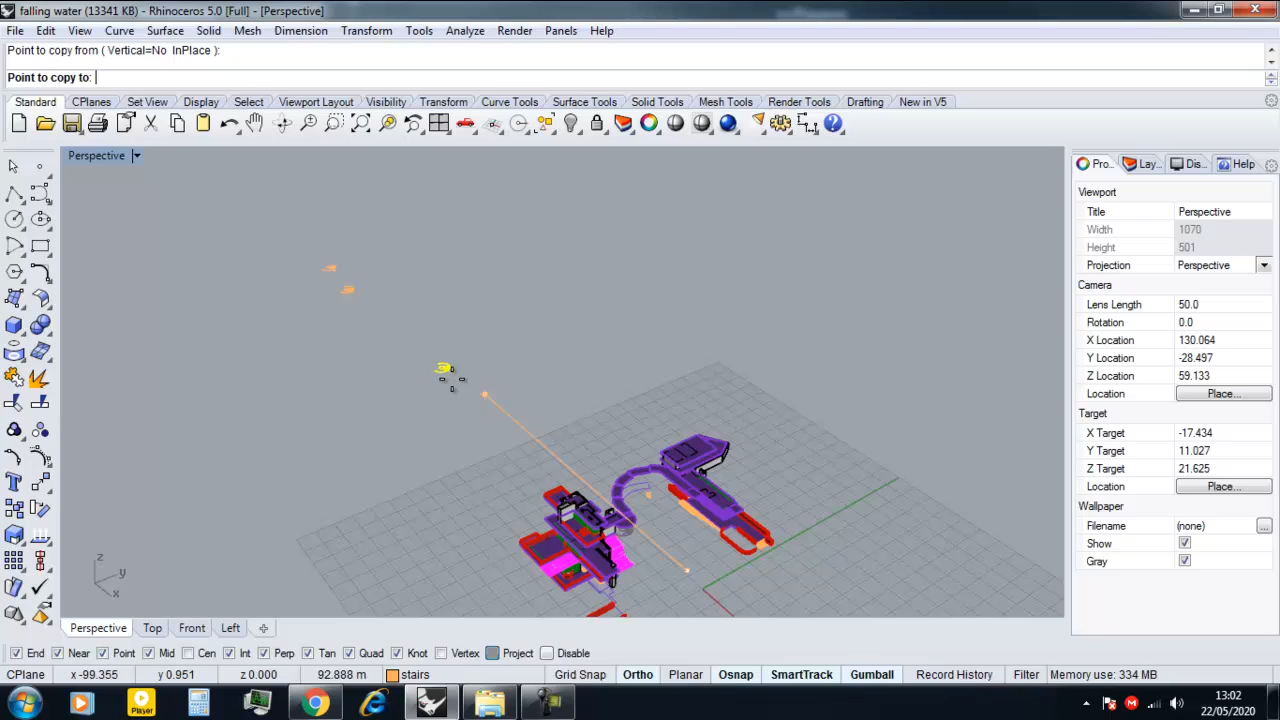 falling water (13341 KB) - Rhinoceros 5.0 [Full] - [Perspective]
File Edit View Curve Surface Solid Mesh Dimension Transform Tools Analyze Render Panels Help
Point to copy from ( Vertical=No InPlace ):
Point to copy to:
Standard CPlanes Set View Display Select Viewport Layout Visibility Transform Curve Tools Surface Tools Solid Tools Mesh Tools Render Tools Drafting New in V5
Perspective
Pro... Lay... Dis... Help
Viewport
Title Perspective
Width 1070
Height 501
Projection Perspective
Camera
Lens Length 50.0
Rotation 0.0
X Location 130.064
Y Location -28.497
Z Location 59.133
Location Place...
Target
X Target -17.434
Y Target 11.027
Z Target 21.625
Location Place...
Wallpaper
Filename (none) ...
Show
Gray
z
y
x
Perspective Top Front Left
End Near Point Mid Cen Int Perp Tan Quad Knot Vertex Project Disable
CPlane x -99.355 y 0.951 z 0.000 92.888 m stairs Grid Snap Ortho Planar Osnap SmartTrack Gumball Record History Filter Memory use: 334 MB
Player
13:02
22/05/2020